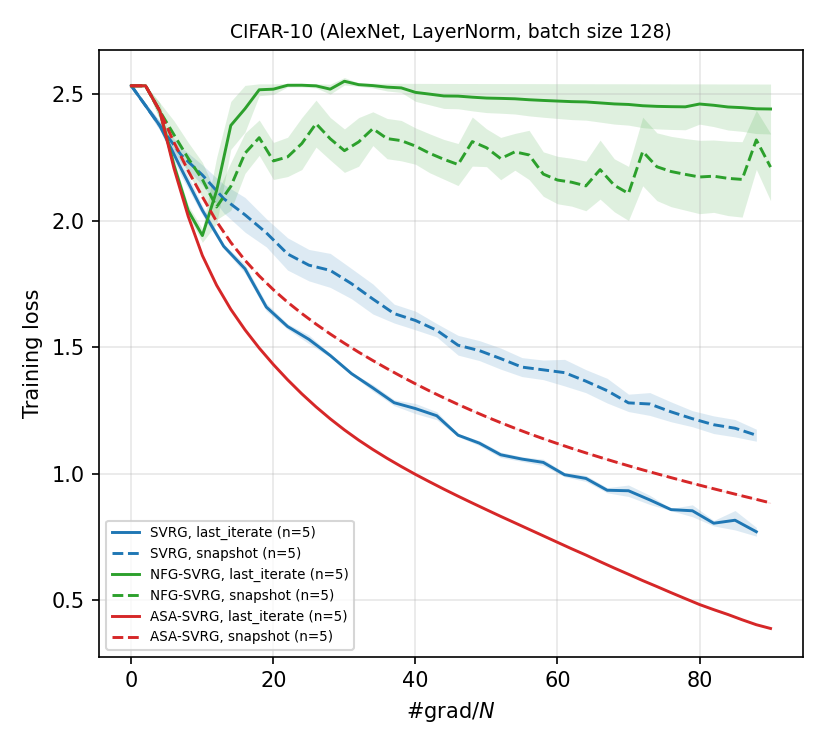 CIFAR-10 (AlexNet, LayerNorm, batch size 128)
Training loss
2.5
2.0
1.5
1.0
0.5
SVRG, last_iterate (n=5)
SVRG, snapshot (n=5)
NFG-SVRG, last_iterate (n=5)
NFG-SVRG, snapshot (n=5)
ASA-SVRG, last_iterate (n=5)
ASA-SVRG, snapshot (n=5)
0 20 40 60 80
#grad/N